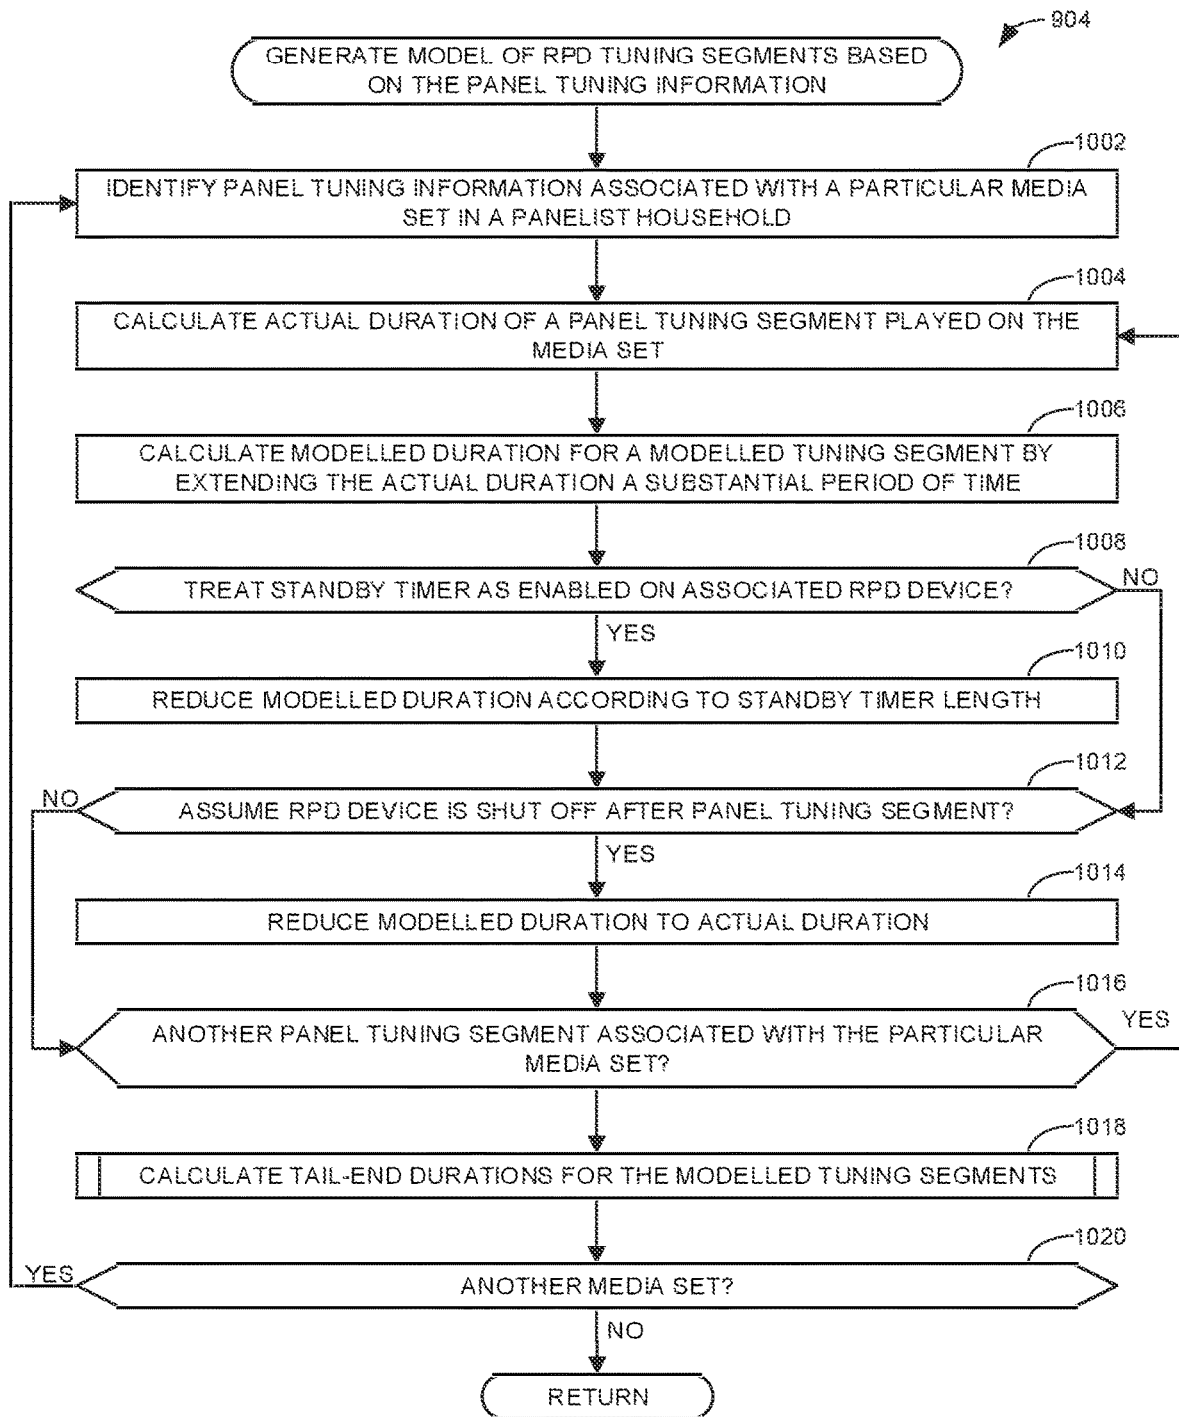 904
GENERATE MODEL OF RPD TUNING SEGMENTS BASED
ON THE PANEL TUNING INFORMATION
1002
IDENTIFY PANEL TUNING INFORMATION ASSOCIATED WITH A PARTICULAR MEDIA
SET IN A PANELIST HOUSEHOLD
1004
CALCULATE ACTUAL DURATION OF A PANEL TUNING SEGMENT PLAYED ON THE
MEDIA SET
1006
CALCULATE MODELLED DURATION FOR A MODELLED TUNING SEGMENT BY
EXTENDING THE ACTUAL DURATION A SUBSTANTIAL PERIOD OF TIME
1008
TREAT STANDBY TIMER AS ENABLED ON ASSOCIATED RPD DEVICE?
NO
YES
1010
REDUCE MODELLED DURATION ACCORDING TO STANDBY TIMER LENGTH
1012
NO
ASSUME RPD DEVICE IS SHUT OFF AFTER PANEL TUNING SEGMENT?
YES
1014
REDUCE MODELLED DURATION TO ACTUAL DURATION
1016
ANOTHER PANEL TUNING SEGMENT ASSOCIATED WITH THE PARTICULAR
MEDIA SET?
YES
1018
CALCULATE TAIL-END DURATIONS FOR THE MODELLED TUNING SEGMENTS
1020
YES
ANOTHER MEDIA SET?
NO
RETURN